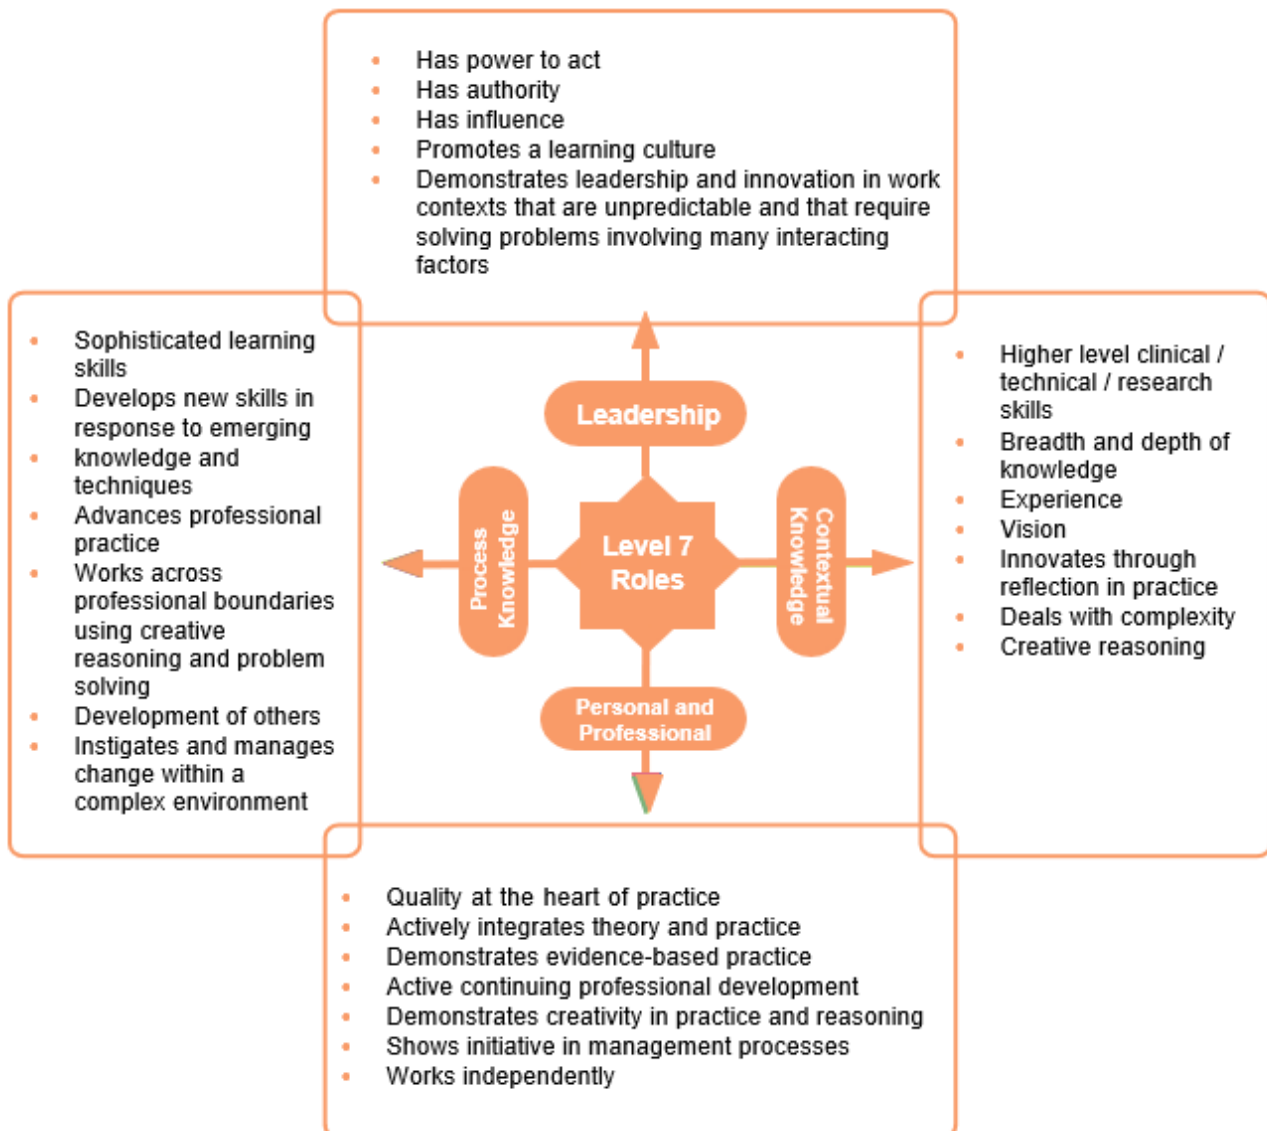 • Has power to act
• Has authority
• Has influence
• Promotes a learning culture
• Demonstrates leadership and innovation in work
contexts that are unpredictable and that require
solving problems involving many interacting
factors
• Sophisticated learning
skills
• Develops new skills in
response to emerging
• knowledge and
techniques
• Advances professional
practice
• Works across
professional boundaries
using creative
reasoning and problem
solving
• Development of others
• Instigates and manages
change within a
complex environment
Leadership
Process
Knowledge
Level 7
Roles
Contextual
Knowledge
Personal and
Professional
• Higher level clinical /
technical / research
skills
• Breadth and depth of
knowledge
• Experience
• Vision
• Innovates through
reflection in practice
• Deals with complexity
• Creative reasoning
• Quality at the heart of practice
• Actively integrates theory and practice
• Demonstrates evidence-based practice
• Active continuing professional development
• Demonstrates creativity in practice and reasoning
• Shows initiative in management processes
• Works independently